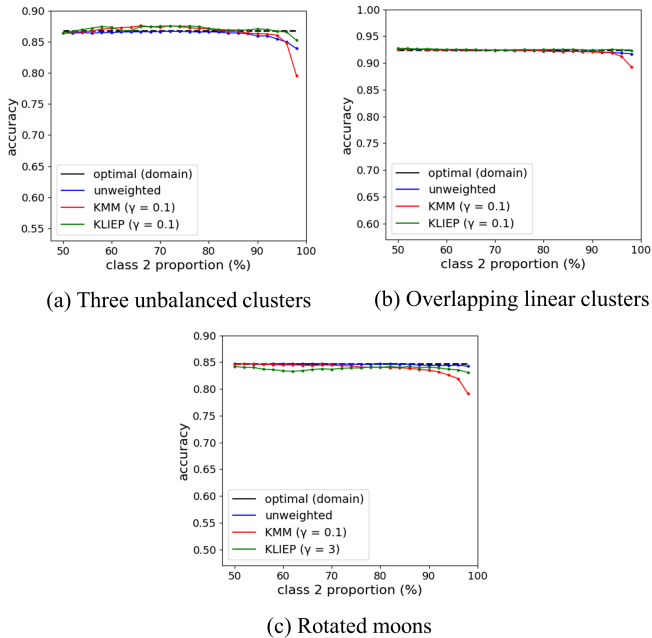 0.90
0.85
0.80
0.75
0.70
0.65
0.60
0.55
accuracy
optimal (domain)
unweighted
KMM (γ = 0.1)
KLIEP (γ = 0.1)
50 60 70 80 90 100
class 2 proportion (%)
(a) Three unbalanced clusters
1.00
0.95
0.90
0.85
0.80
0.75
0.70
0.65
0.60
accuracy
optimal (domain)
unweighted
KMM (γ = 0.1)
KLIEP (γ = 0.1)
50 60 70 80 90 100
class 2 proportion (%)
(b) Overlapping linear clusters
0.90
0.85
0.80
0.75
0.70
0.65
0.60
0.55
0.50
accuracy
optimal (domain)
unweighted
KMM (γ = 0.1)
KLIEP (γ = 3)
50 60 70 80 90 100
class 2 proportion (%)
(c) Rotated moons